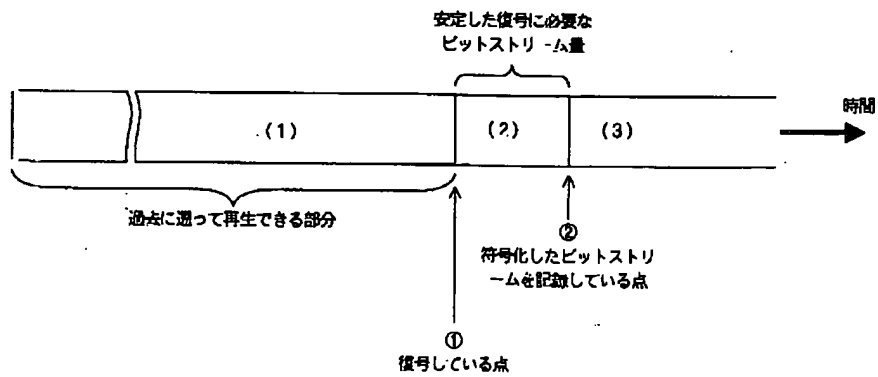 安定した復号に必要な
ビットストリーム量
(1)
(2)
(3)
時間
過去に遡って再生できる部分
②
符号化したビットストリ
ームを記録している点
①
復号している点